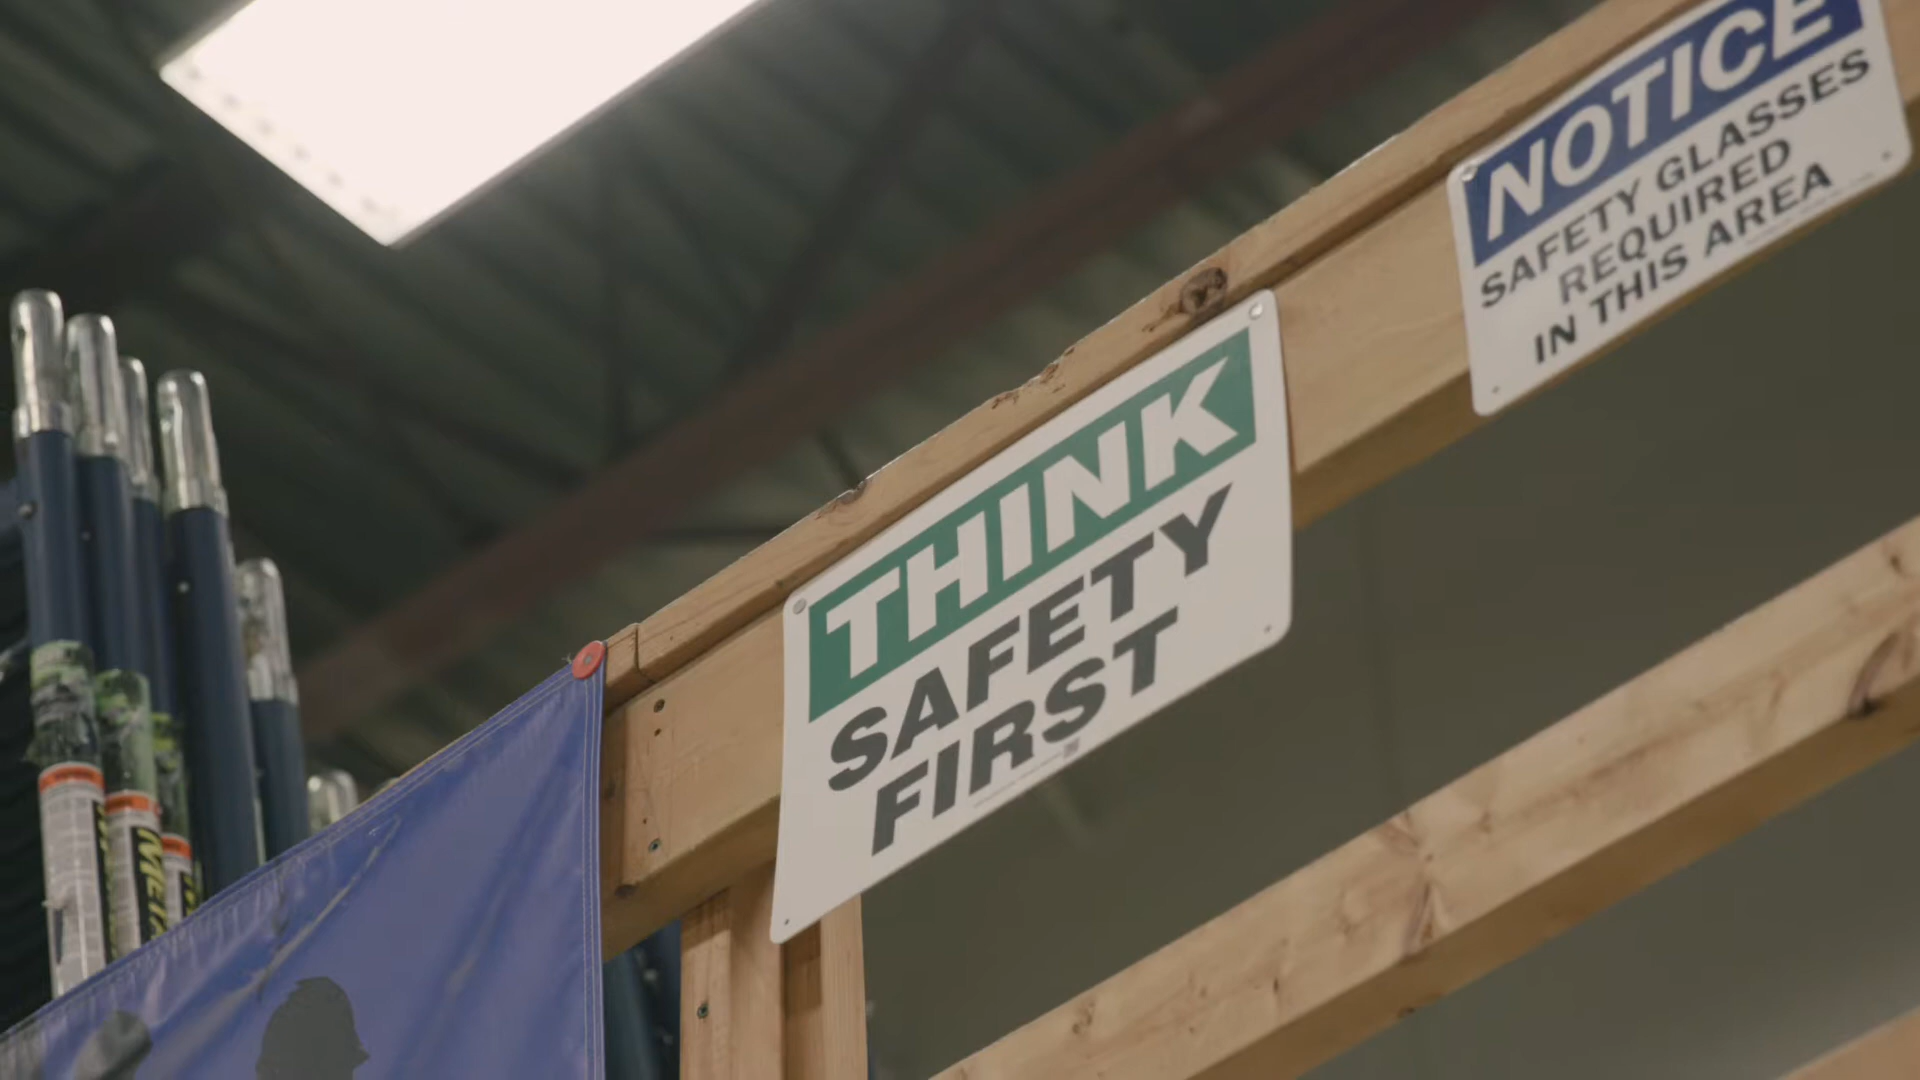 NOTICE
SAFETY GLASSES
REQUIRED
IN THIS AREA
THINK
SAFETY
FIRST